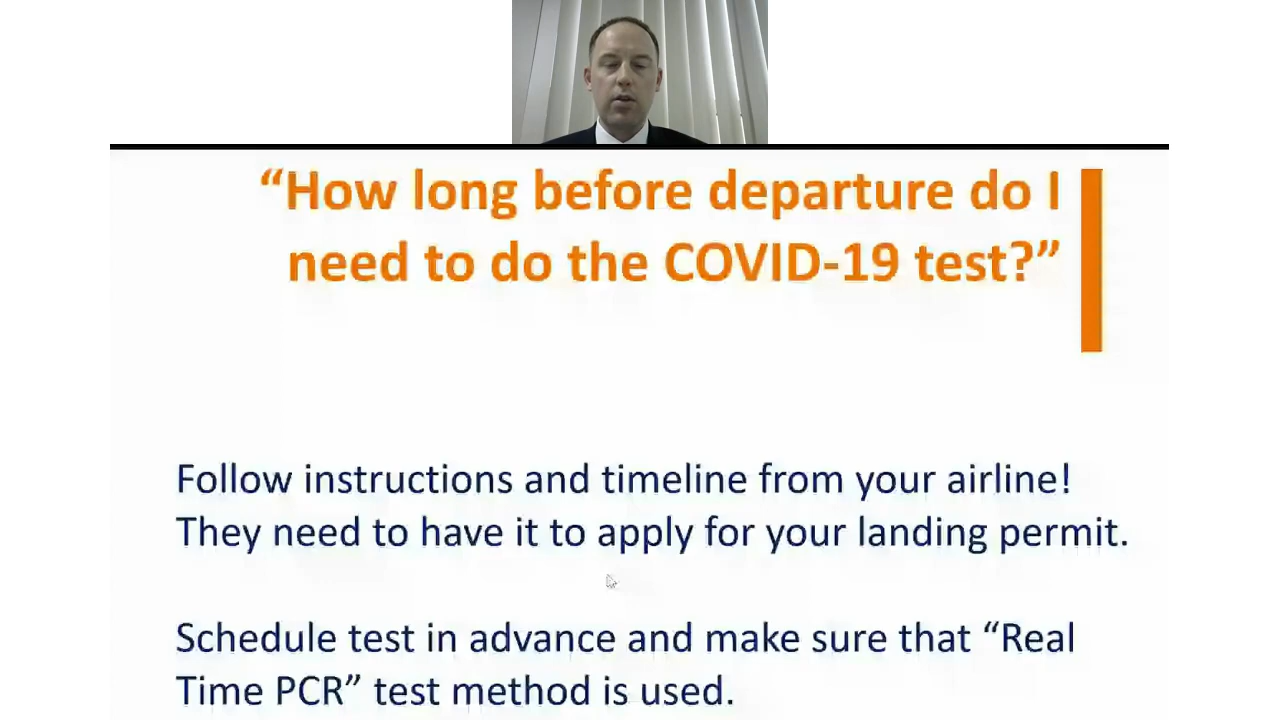 “How long before departure do I
need to do the COVID-19 test?”
Follow instructions and timeline from your airline!
They need to have it to apply for your landing permit.
Schedule test in advance and make sure that “Real
Time PCR” test method is used.